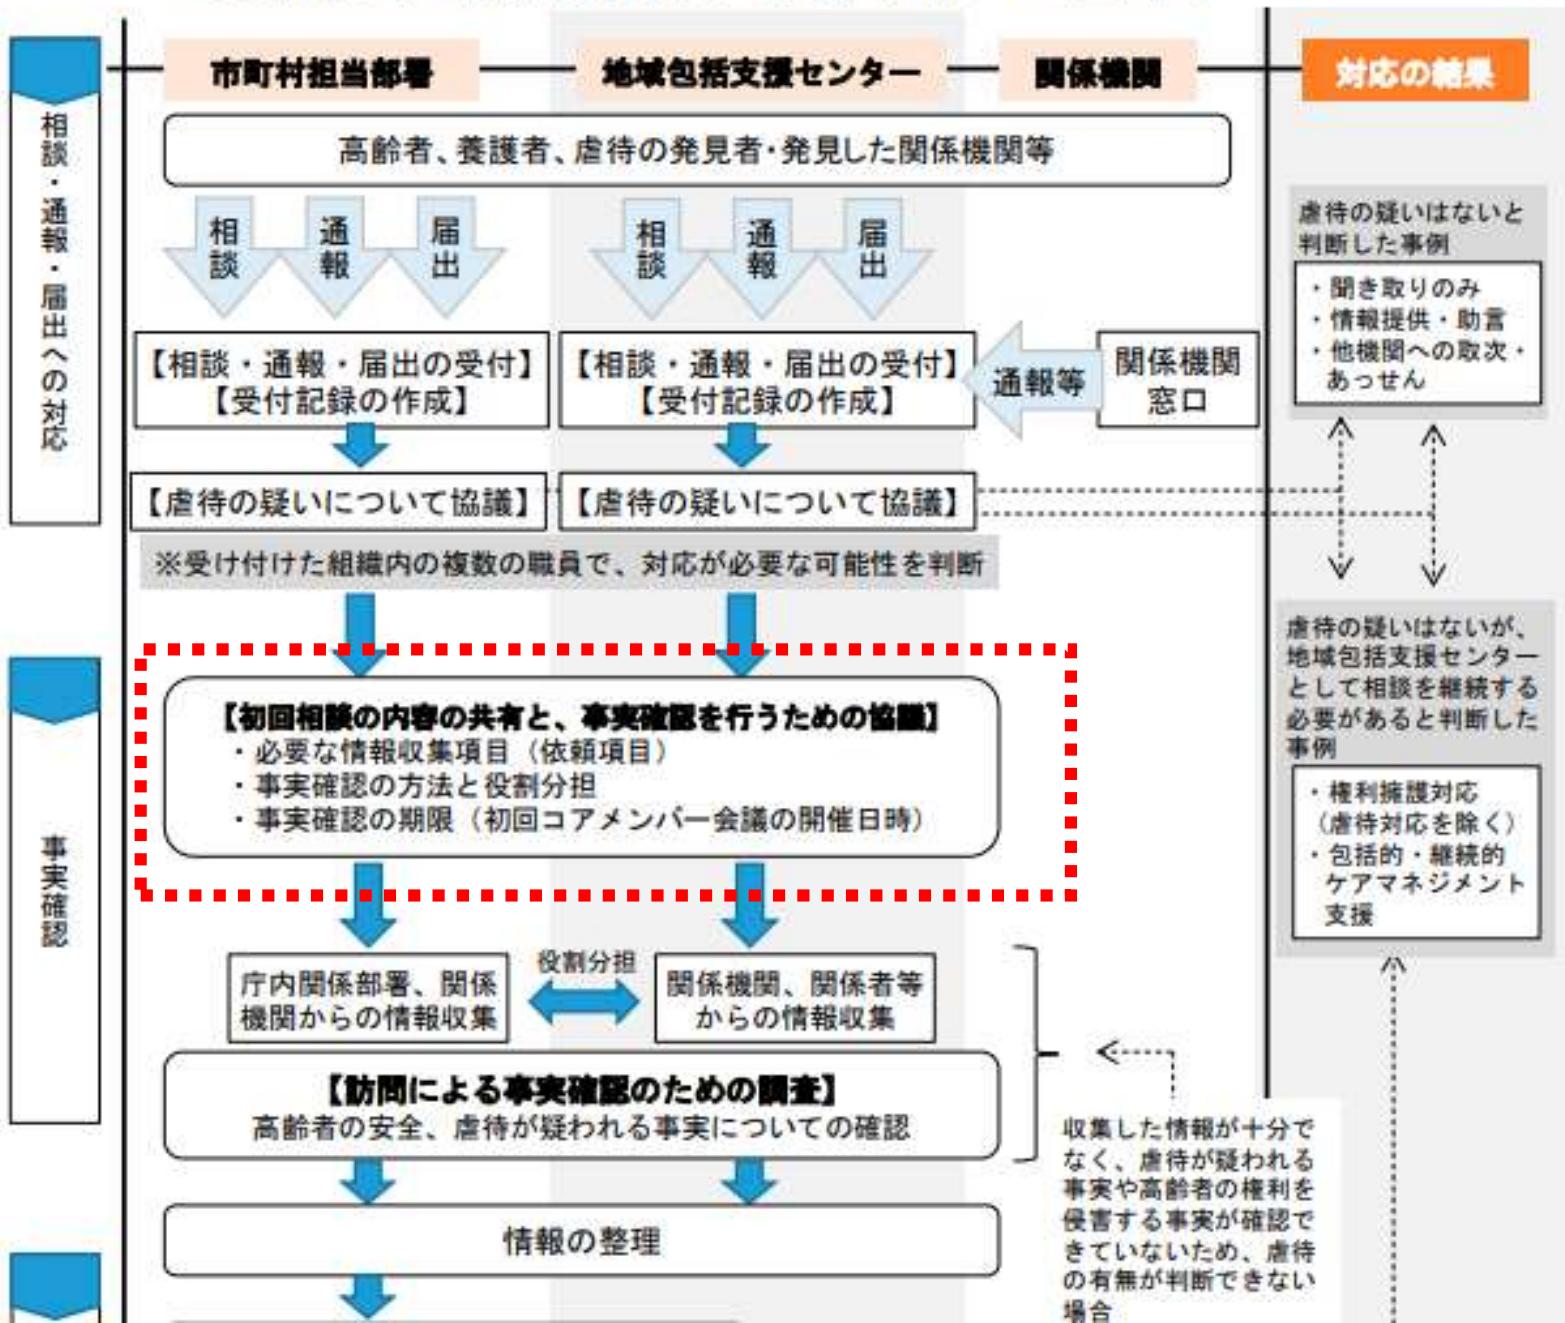 市町村担当部署
地域包括支援センター
関係機関
対応の結果
相談・通報・届出への対応
高齢者、養護者、虐待の発見者・発見した関係機関等
相談
通報
届出
相談
通報
届出
虐待の疑いはないと
判断した事例
・聞き取りのみ
・情報提供・助言
・他機関への取次・
あっせん
【相談・通報・届出の受付】
【受付記録の作成】
【相談・通報・届出の受付】
【受付記録の作成】
通報等
関係機関
窓口
【虐待の疑いについて協議】
【虐待の疑いについて協議】
※受け付けた組織内の複数の職員で、対応が必要な可能性を判断
虐待の疑いはないが、
地域包括支援センター
として相談を継続する
必要があると判断した
事例
・権利擁護対応
（虐待対応を除く）
・包括的・継続的
ケアマネジメント
支援
事実確認
【初回相談の内容の共有と、事実確認を行うための協議】
・必要な情報収集項目（依頼項目）
・事実確認の方法と役割分担
・事実確認の期限（初回コアメンバー会議の開催日時）
庁内関係部署、関係
機関からの情報収集
役割分担
関係機関、関係者等
からの情報収集
【訪問による事実確認のための調査】
高齢者の安全、虐待が疑われる事実についての確認
収集した情報が十分で
なく、虐待が疑われる
事実や高齢者の権利を
侵害する事実が確認で
きていないため、虐待
の有無が判断できない
場合
情報の整理